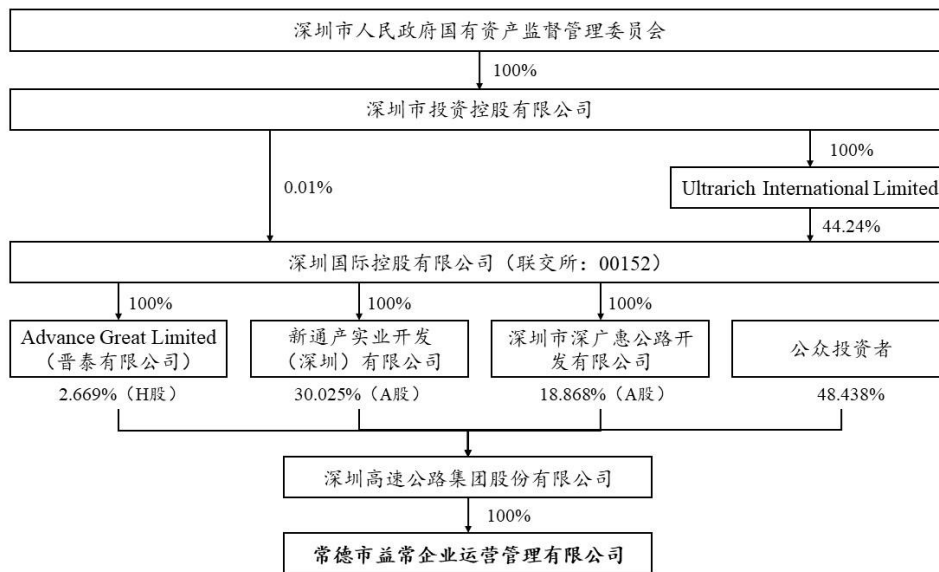 深圳市人民政府国有资产监督管理委员会
100%
深圳市投资控股有限公司
100%
0.01%
Ultrarich International Limited
44.24%
深圳国际控股有限公司（联交所：00152）
100%
100%
100%
Advance Great Limited
（晋泰有限公司）
新通产实业开发
（深圳）有限公司
深圳市深广惠公路开
发有限公司
公众投资者
2.669%（H股）
30.025%（A股）
18.868%（A股）
48.438%
深圳高速公路集团股份有限公司
100%
常德市益常企业运营管理有限公司